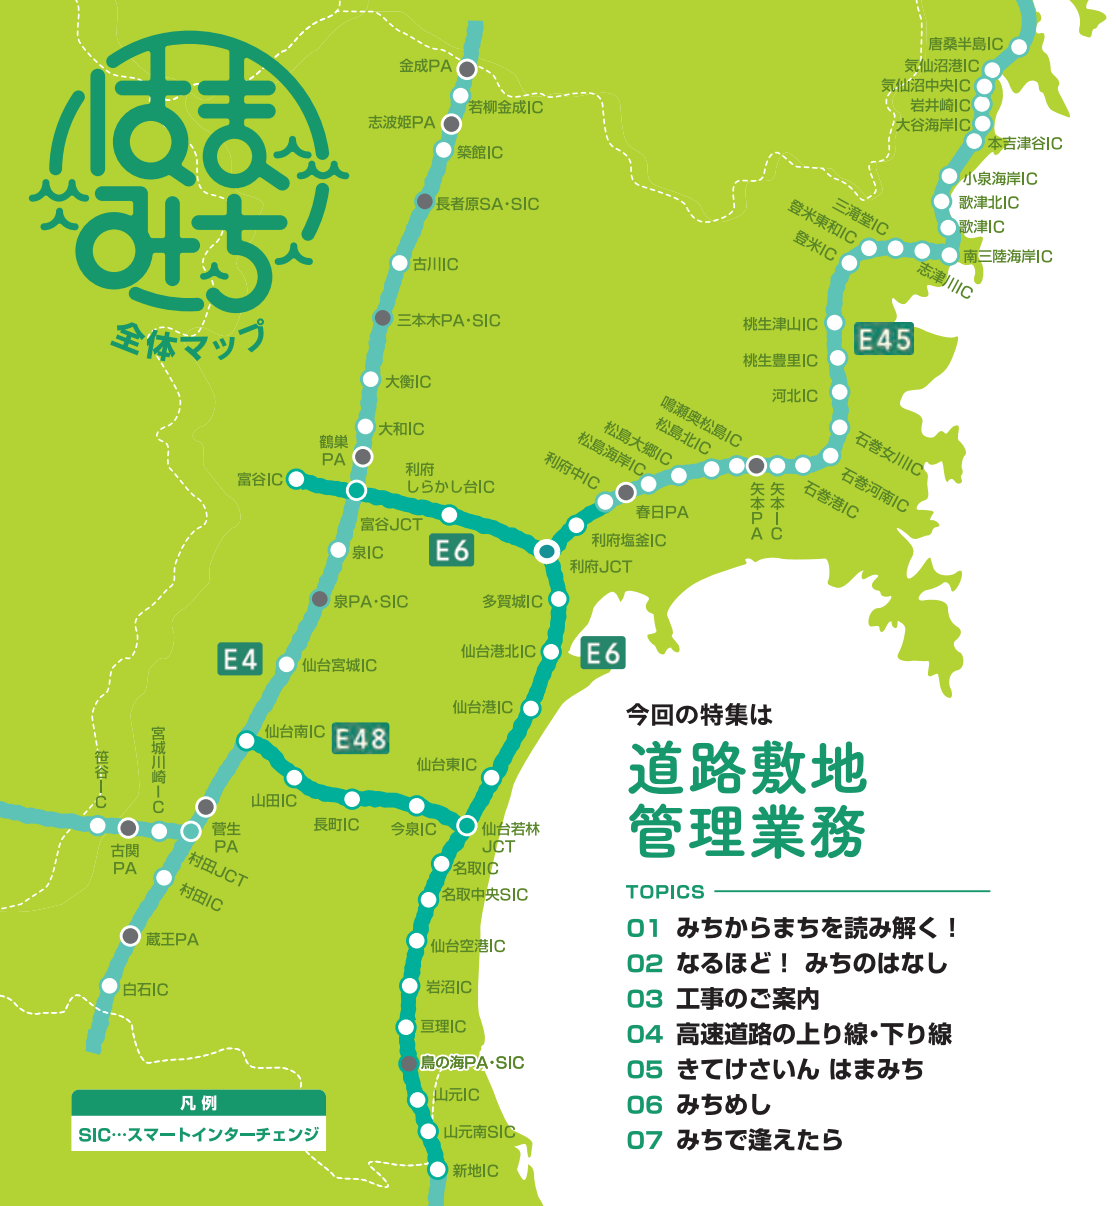 はま
みち
全体マップ
金成PA
若柳金成IC
志波姫PA
築館IC
長者原SA・SIC
古川IC
三本木PA・SIC
大衡IC
大和IC
鶴巣
PA
富谷IC
富谷JCT
利府
しらかし台IC
E6
泉IC
泉PA・SIC
E4
仙台宮城IC
仙台南IC
E48
山田IC
長町IC
今泉IC
笹谷IC
古関
PA
宮城川崎IC
菅生
PA
村田JCT
村田IC
蔵王PA
白石IC
唐桑半島IC
気仙沼港IC
気仙沼中央IC
岩井崎IC
大谷海岸IC
本吉津谷IC
小泉海岸IC
歌津北IC
歌津IC
南三陸海岸IC
志津川IC
三滝堂IC
登米東和IC
登米IC
桃生津山IC
E45
桃生豊里IC
河北IC
石巻女川IC
石巻河南IC
石巻港IC
矢本IC
矢本PA
鳴瀬奥松島IC
松島北IC
松島大郷IC
松島海岸IC
春日PA
利府中IC
利府塩釜IC
利府JCT
多賀城IC
仙台港北IC
E6
仙台港IC
仙台東IC
仙台若林
JCT
名取IC
名取中央SIC
仙台空港IC
岩沼IC
亘理IC
鳥の海PA・SIC
山元IC
山元南SIC
新地IC
凡 例
SIC…スマートインターチェンジ
今回の特集は
道路敷地
管理業務
TOPICS
01 みちからまちを読み解く！
02 なるほど！ みちのはなし
03 工事のご案内
04 高速道路の上り線・下り線
05 きてけさいん はまみち
06 みちめし
07 みちで逢えたら